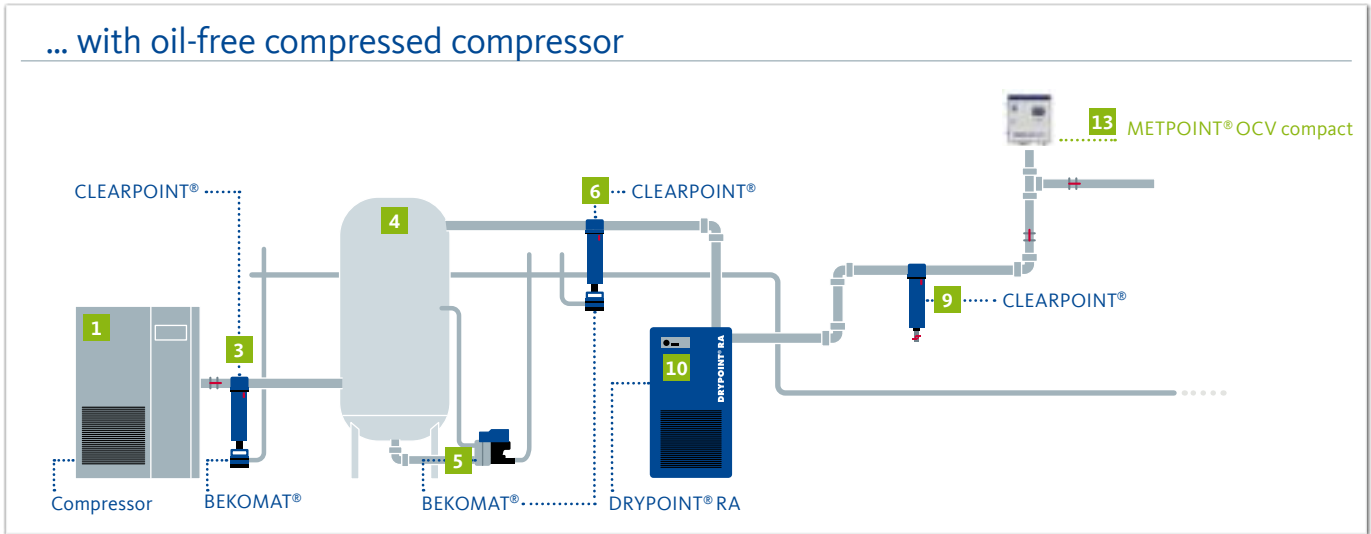 ... with oil-free compressed compressor
13 METPOINT® OCV compact
CLEARPOINT®
6 CLEARPOINT®
4
9 CLEARPOINT®
1
3
10
DRYPOINT® RA
5
Compressor
BEKOMAT®
BEKOMAT®
DRYPOINT® RA